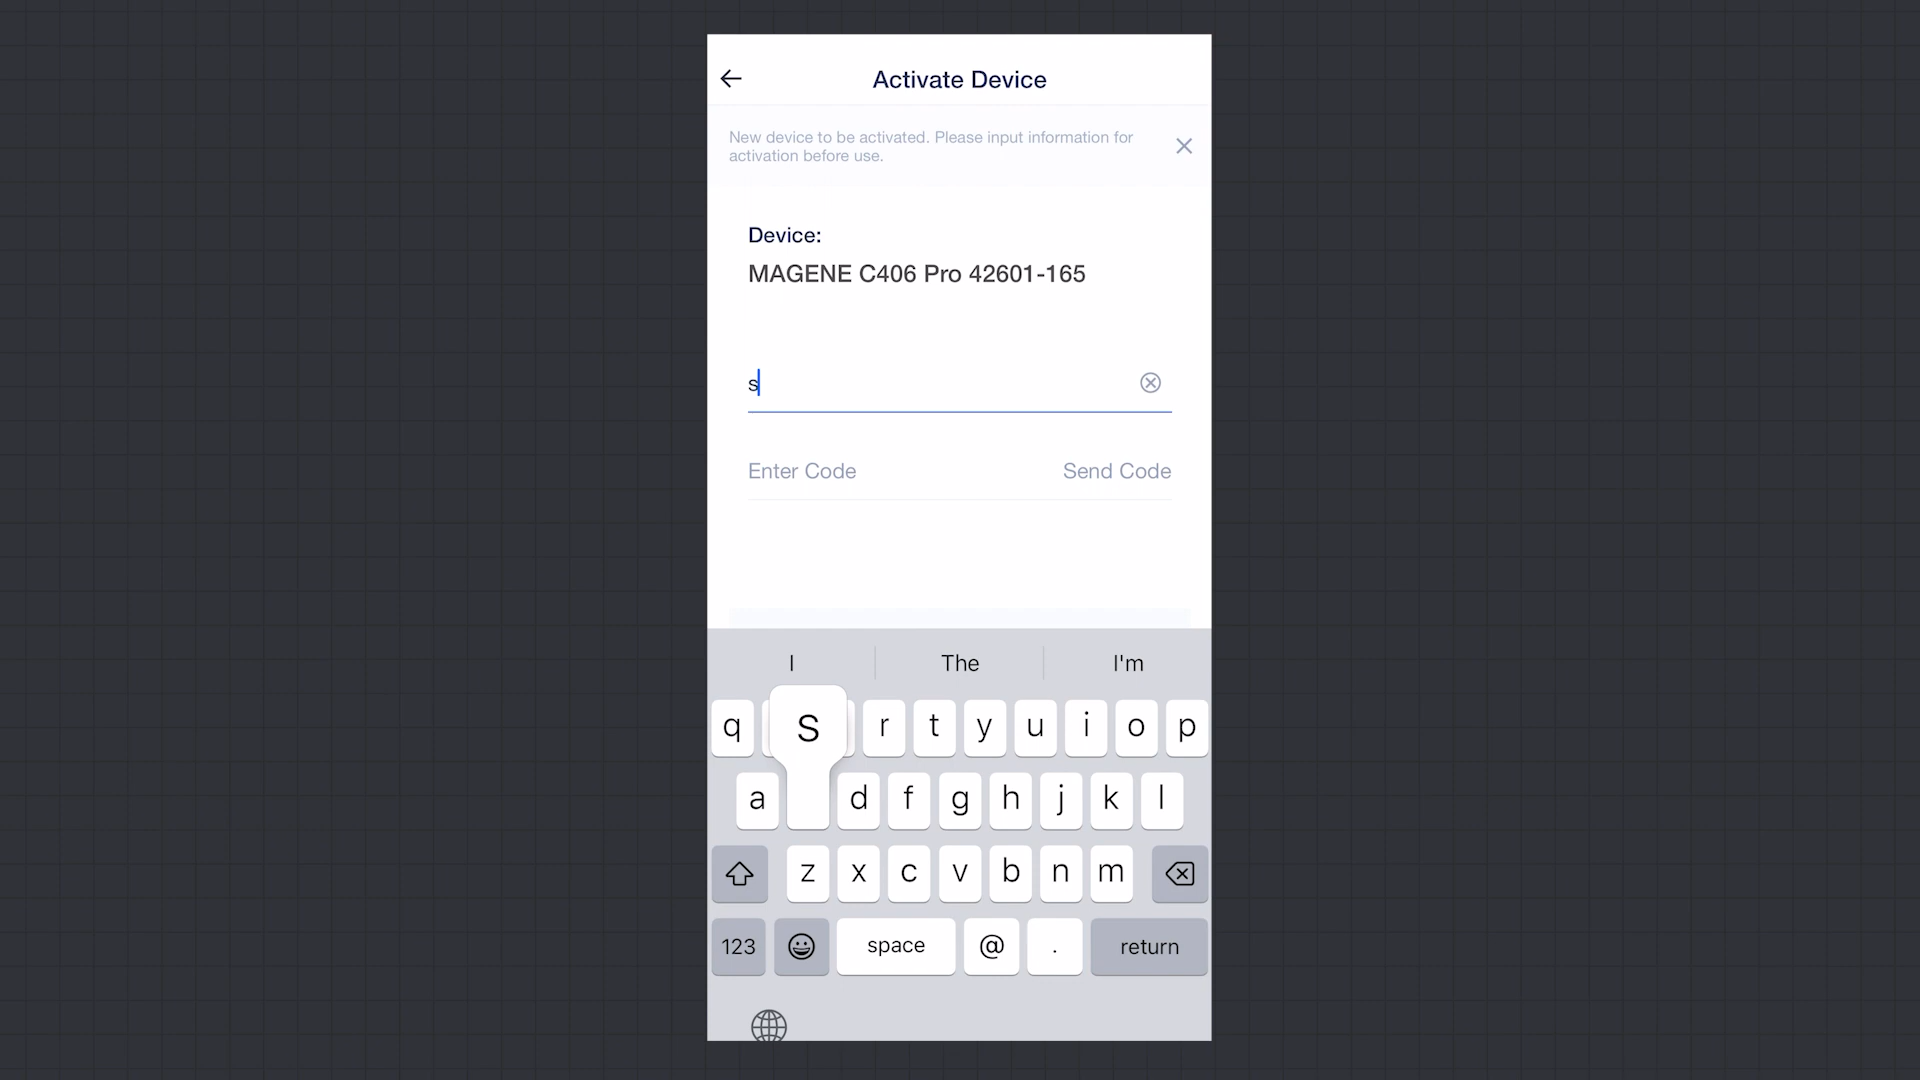 Activate Device
New device to be activated. Please input information for
activation before use.
Device:
MAGENE C406 Pro 42601-165
s
Enter Code Send Code
I The I'm
q S r t y u i o p
a d f g h j k l
z x c v b n m
123 space @ . return